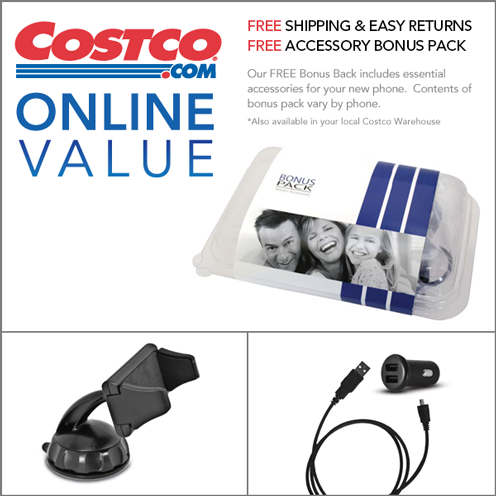 COSTCO
.COM
ONLINE
VALUE
FREE SHIPPING & EASY RETURNS
FREE ACCESSORY BONUS PACK
Our FREE Bonus Back includes essential
accessories for your new phone. Contents of
bonus pack vary by phone.
*Also available in your local Costco Warehouse
BONUS
PACK